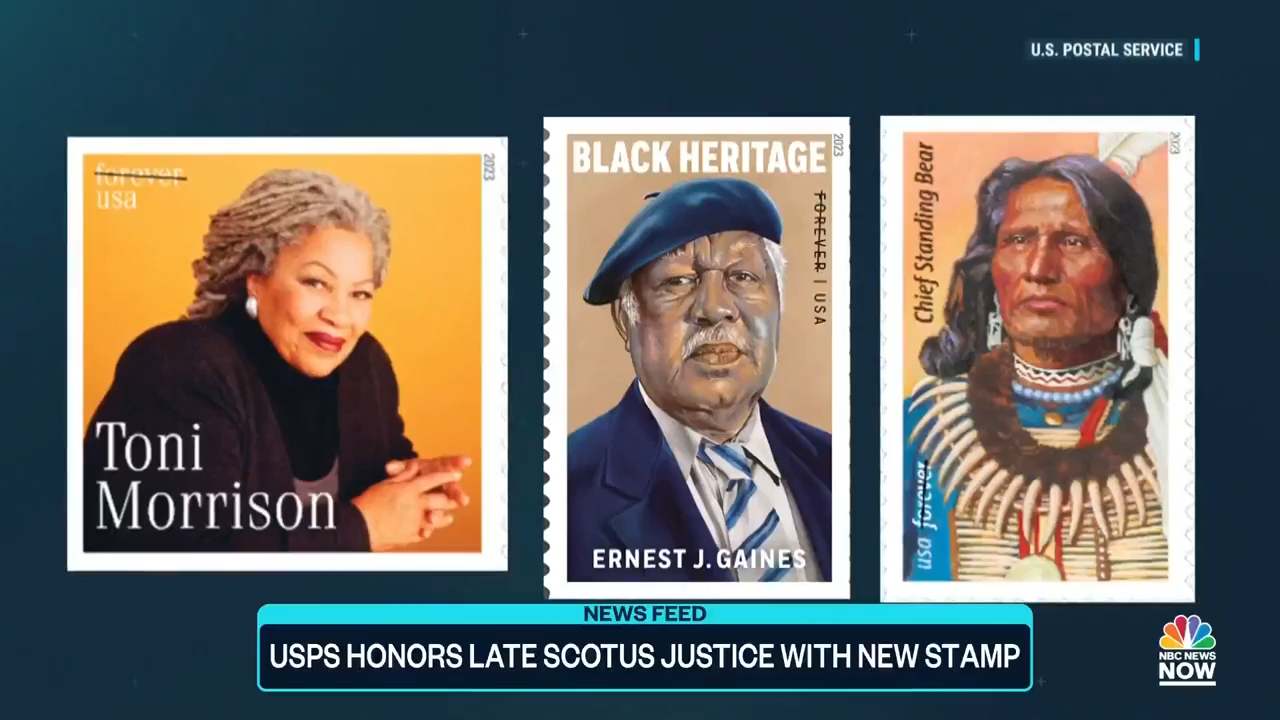 U.S. POSTAL SERVICE
forever
usa
2023
Toni
Morrison
BLACK HERITAGE
2023
FOREVER | USA
ERNEST J. GAINES
2023
Chief Standing Bear
usa forever
NEWS FEED
USPS HONORS LATE SCOTUS JUSTICE WITH NEW STAMP
NBC NEWS
NOW